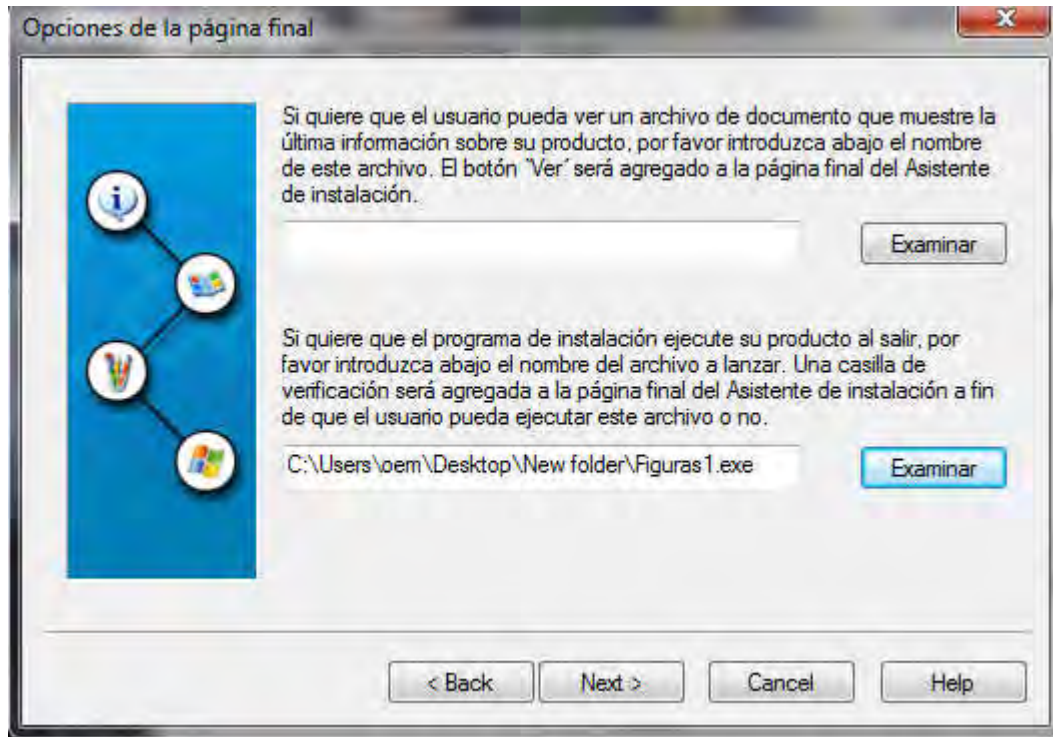 Opciones de la página final
Si quiere que el usuario pueda ver un archivo de documento que muestre la
última información sobre su producto, por favor introduzca abajo el nombre
de este archivo. El botón ‘Ver’ será agregado a la página final del Asistente
de instalación.
Examinar
Si quiere que el programa de instalación ejecute su producto al salir, por
favor introduzca abajo el nombre del archivo a lanzar. Una casilla de
verificación será agregada a la página final del Asistente de instalación a fin
de que el usuario pueda ejecutar este archivo o no.
C:\Users\oem\Desktop\New folder\Figuras1.exe
Examinar
< Back
Next >
Cancel
Help